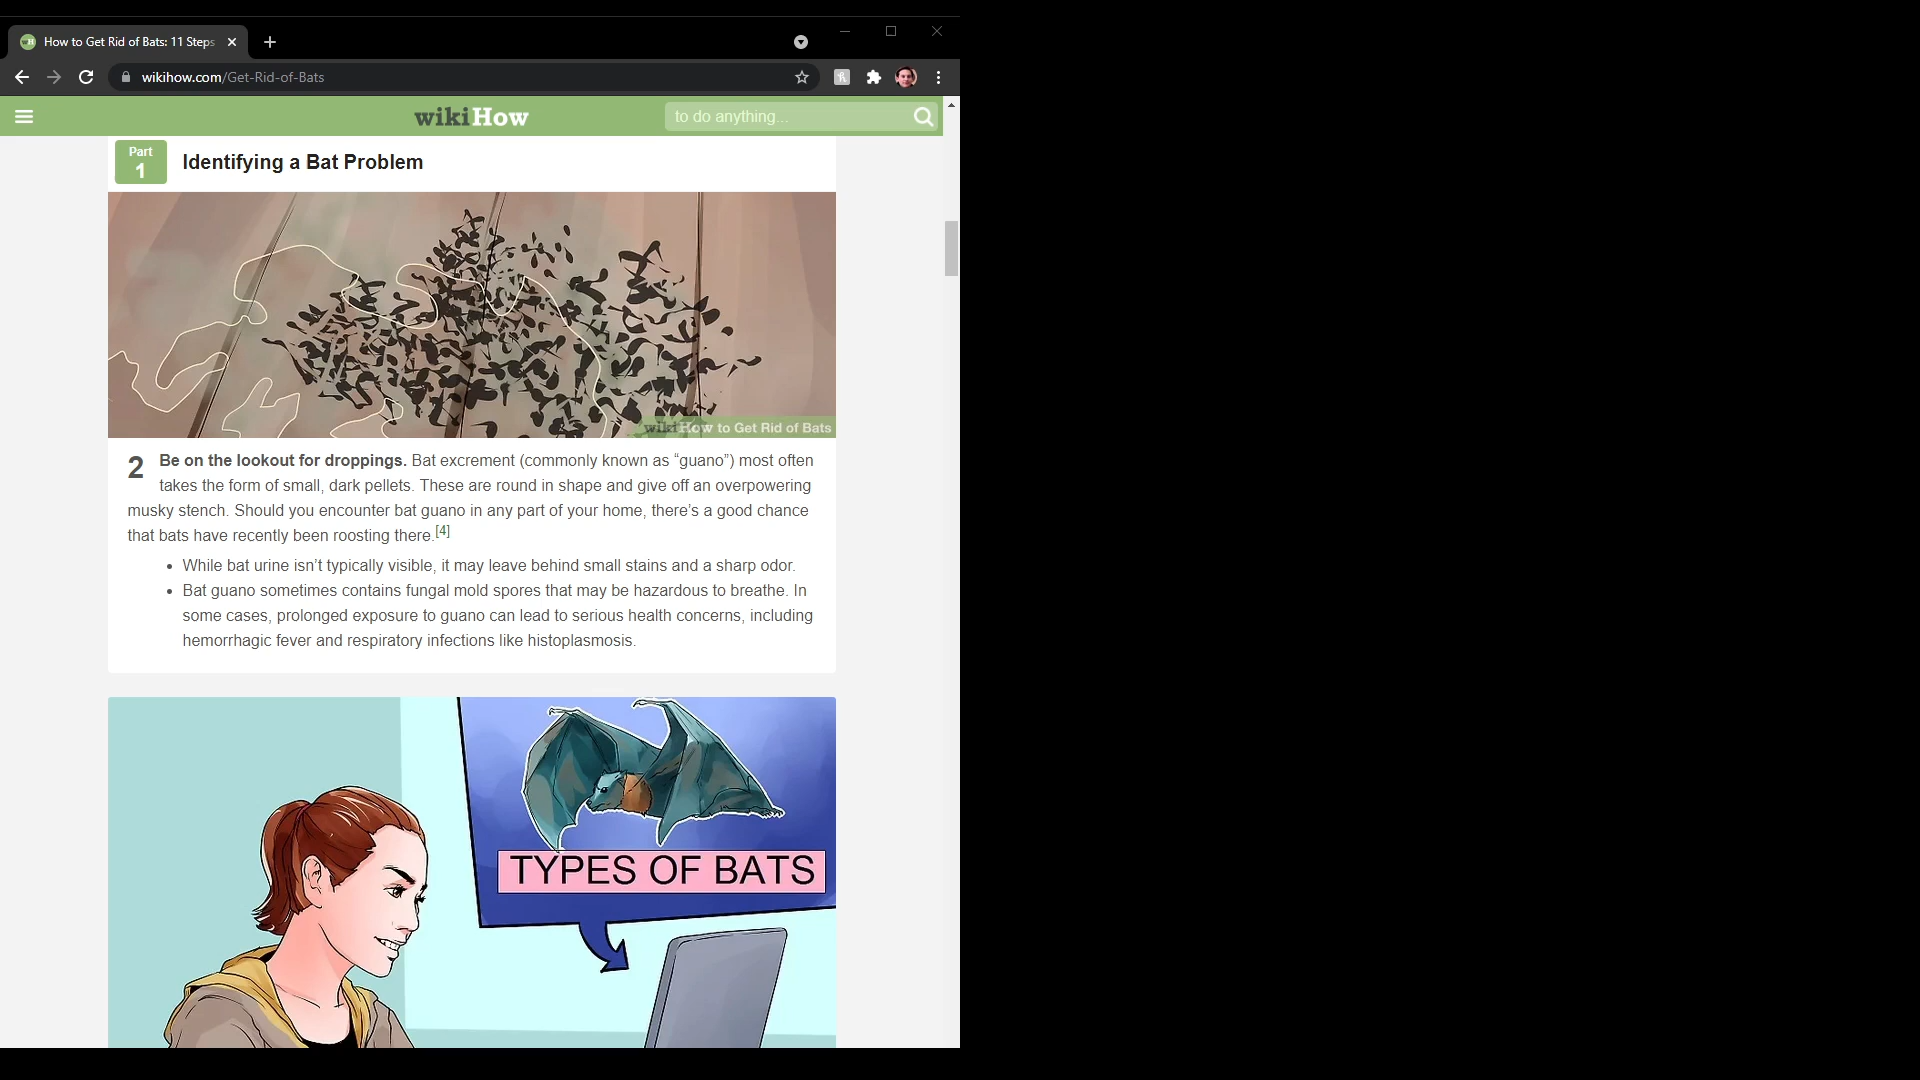 How to Get Rid of Bats: 11 Steps
wikihow.com/Get-Rid-of-Bats
wikiHow
to do anything...
Part
1
Identifying a Bat Problem
wikiHow to Get Rid of Bats
2 Be on the lookout for droppings. Bat excrement (commonly known as “guano”) most often
takes the form of small, dark pellets. These are round in shape and give off an overpowering
musky stench. Should you encounter bat guano in any part of your home, there’s a good chance
that bats have recently been roosting there.[4]
• While bat urine isn’t typically visible, it may leave behind small stains and a sharp odor.
• Bat guano sometimes contains fungal mold spores that may be hazardous to breathe. In
some cases, prolonged exposure to guano can lead to serious health concerns, including
hemorrhagic fever and respiratory infections like histoplasmosis.
TYPES OF BATS